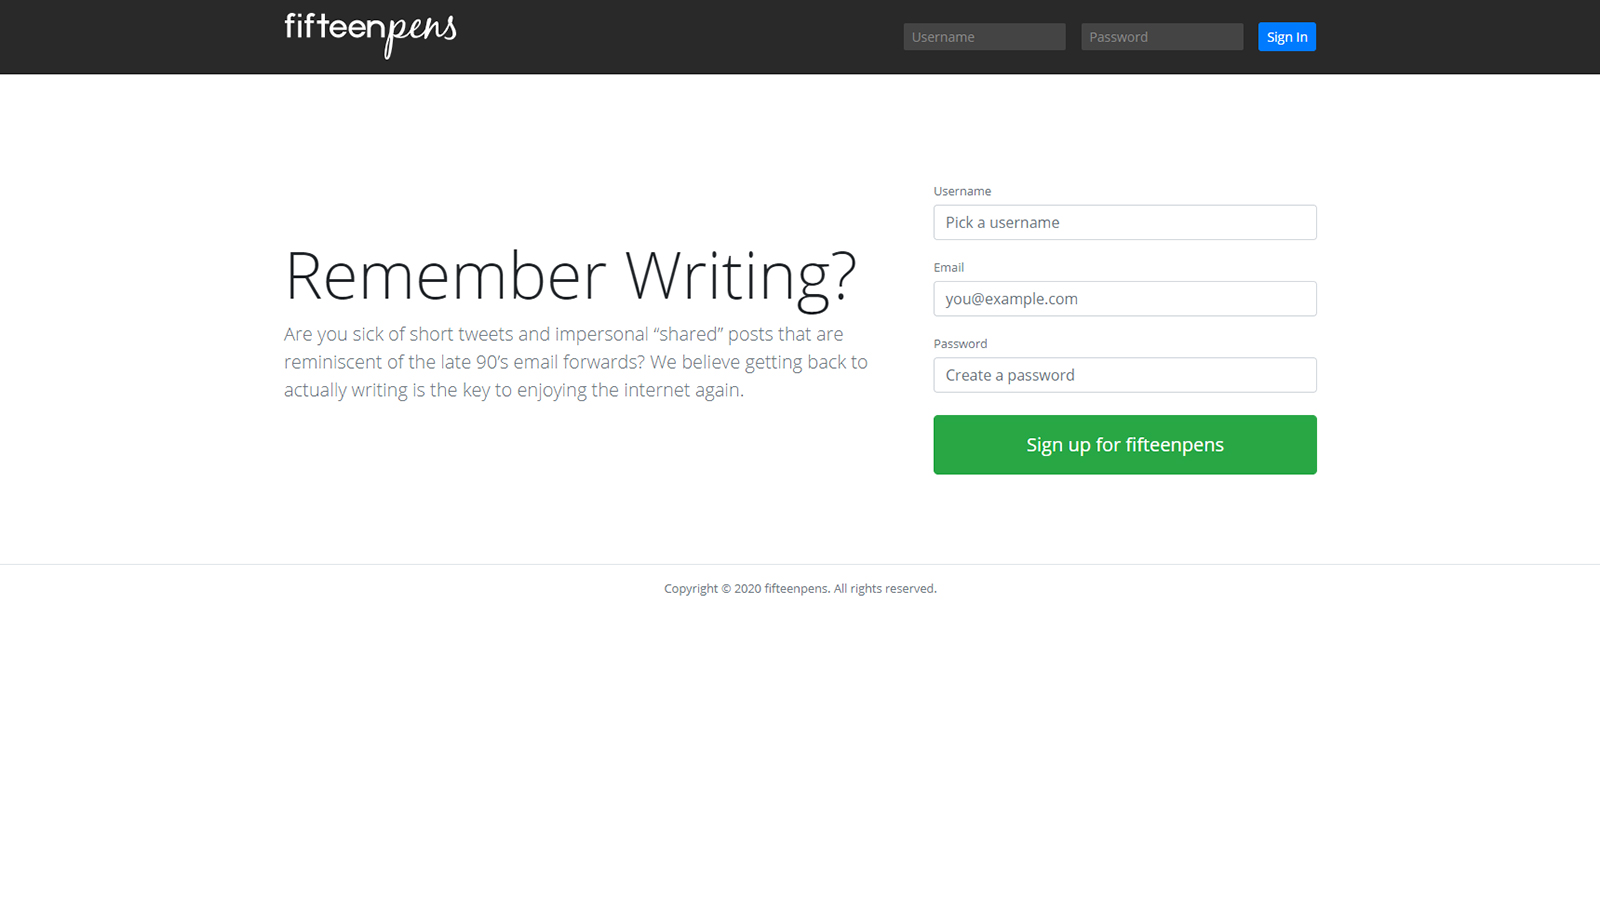 fifteenpens
Username
Password
Sign In
Remember Writing?
Are you sick of short tweets and impersonal “shared” posts that are
reminiscent of the late 90’s email forwards? We believe getting back to
actually writing is the key to enjoying the internet again.
Username
Pick a username
Email
you@example.com
Password
Create a password
Sign up for fifteenpens
Copyright © 2020 fifteenpens. All rights reserved.